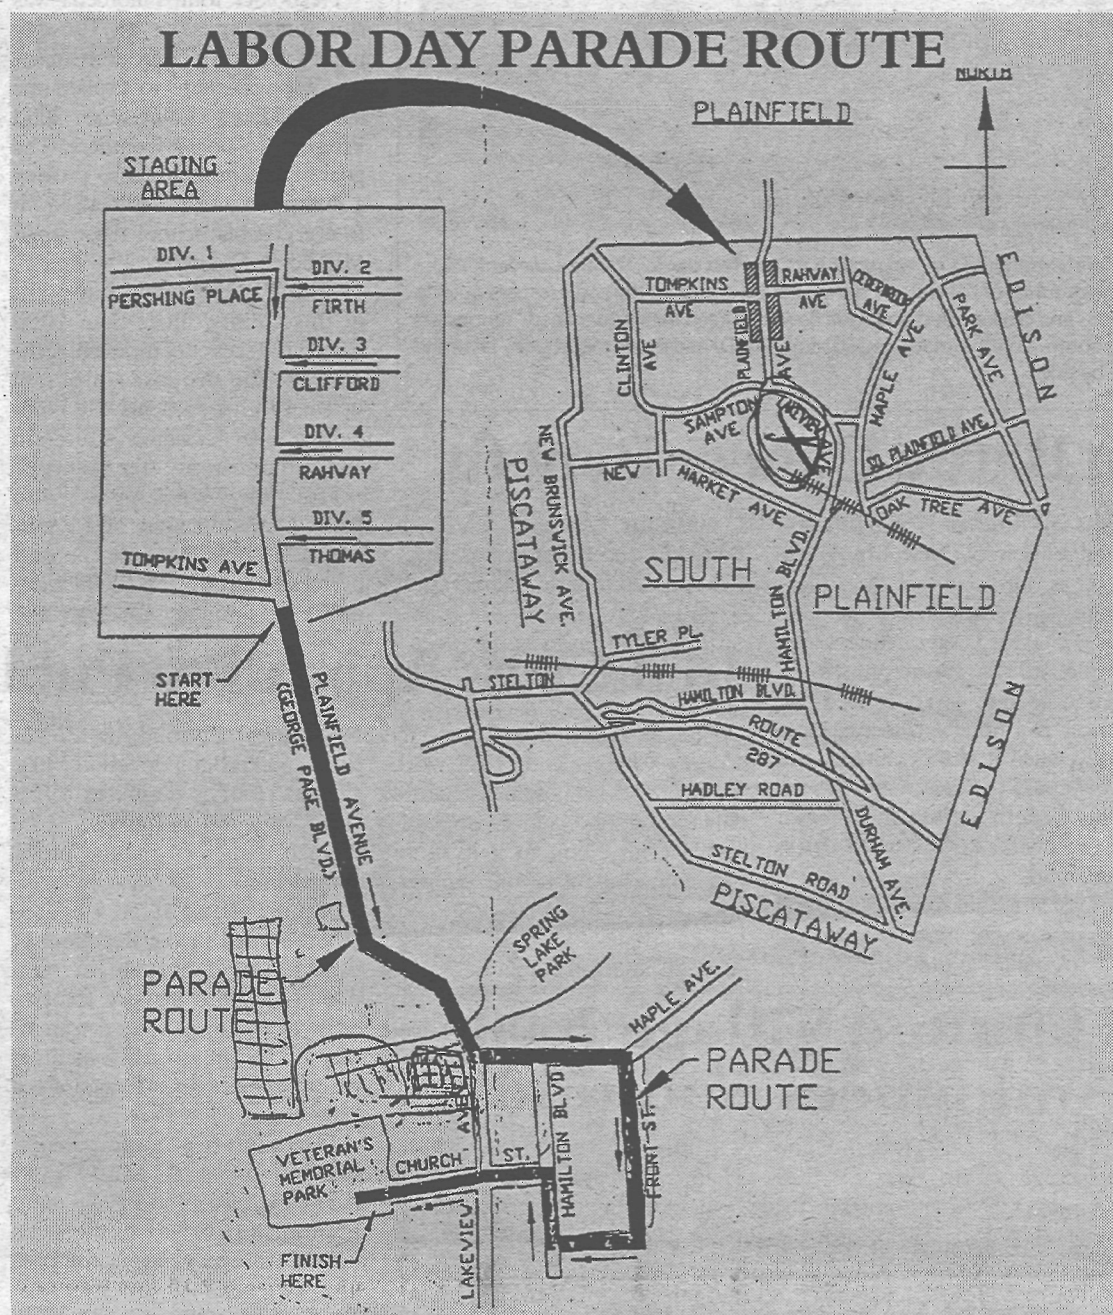 LABOR DAY PARADE ROUTE
NORTH
PLAINFIELD
STAGING
AREA
DIV. 1
PERSHING PLACE
DIV. 2
FIRTH
DIV. 3
CLIFFORD
DIV. 4
RAHWAY
DIV. 5
THOMAS
TOMPKINS AVE
START
HERE
PLAINFIELD AVENUE
(GEORGE PAGE BLVD.)
TOMPKINS
AVE
RAHWAY
AVE
AVE
PLAINFIELD
AVE
CLINTON
AVE
MAPLE AVE
PARK AVE
EDISON
SAMPTON
AVE
AVE
SO. PLAINFIELD AVE.
OAK TREE AVE
NEW
MARKET AVE
NEW BRUNSWICK AVE.
PISCATAWAY
SOUTH
PLAINFIELD
HAMILTON BLVD.
TYLER PL.
STELTON
HAMILTON BLVD.
ROUTE
287
HADLEY ROAD
DURHAM AVE.
STELTON ROAD
PISCATAWAY
EDISON
SPRING
LAKE
PARK
PARADE
ROUTE
MAPLE AVE.
PARADE
ROUTE
HAMILTON BLVD
FRONT ST.
VETERAN'S
MEMORIAL
PARK
CHURCH
ST.
LAKEVIEW
AVE
FINISH
HERE